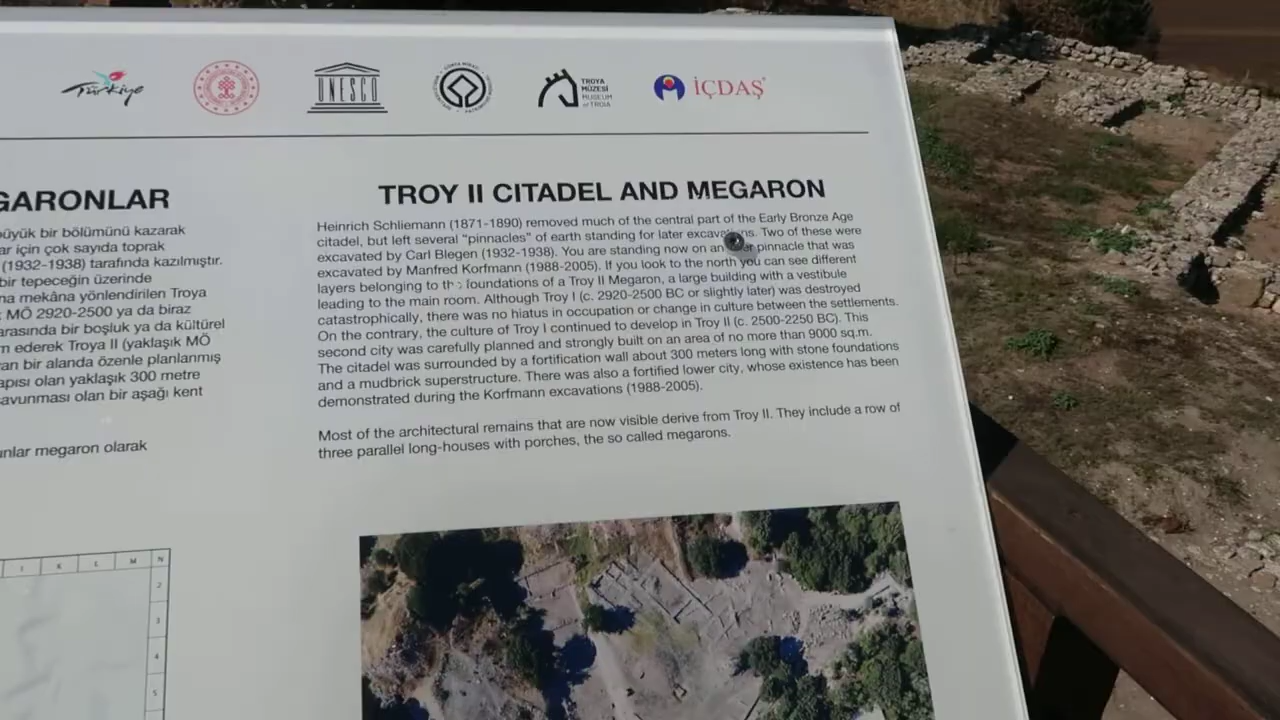 Türkiye
UNESCO
TROYA
MÜZESİ
MUSEUM
of TROIA
İÇDAŞ
GARONLAR
büyük bir bölümünü kazarak
ar için çok sayıda toprak
(1932-1938) tarafında kazılmıştır.
bir tepeceğin üzerinde
na mekâna yönlendirilen Troya
MÖ 2920-2500 ya da biraz
arasında bir boşluk ya da kültürel
m ederek Troya II (yaklaşık MÖ
an bir alanda özenle planlanmış
apısı olan yaklaşık 300 metre
savunması olan bir aşağı kent
unlar megaron olarak
TROY II CITADEL AND MEGARON
Heinrich Schliemann (1871-1890) removed much of the central part of the Early Bronze Age
citadel, but left several “pinnacles” of earth standing for later excavations. Two of these were
excavated by Carl Blegen (1932-1938). You are standing now on an pinnacle that was
excavated by Manfred Korfmann (1988-2005). If you look to the north you can see different
layers belonging to the foundations of a Troy II Megaron, a large building with a vestibule
leading to the main room. Although Troy I (c. 2920-2500 BC or slightly later) was destroyed
catastrophically, there was no hiatus in occupation or change in culture between the settlements.
On the contrary, the culture of Troy I continued to develop in Troy II (c. 2500-2250 BC). This
second city was carefully planned and strongly built on an area of no more than 9000 sq.m.
The citadel was surrounded by a fortification wall about 300 meters long with stone foundations
and a mudbrick superstructure. There was also a fortified lower city, whose existence has been
demonstrated during the Korfmann excavations (1988-2005).
Most of the architectural remains that are now visible derive from Troy II. They include a row of
three parallel long-houses with porches, the so called megarons.
I K L M N
2
3
4
5